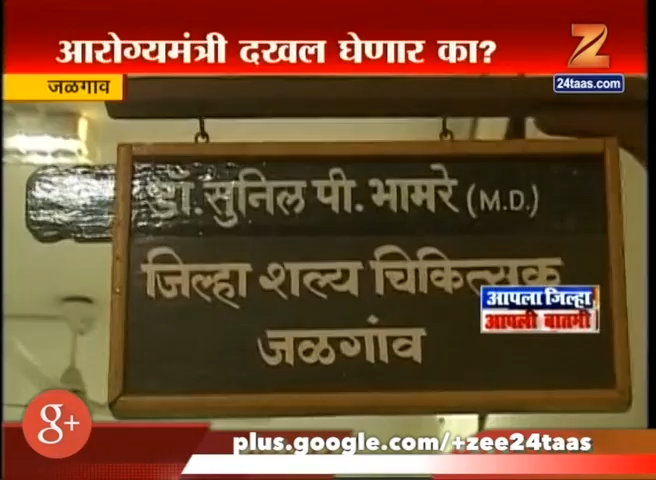 आरोग्यमंत्री दखल घेणार का?
24taas.com
जळगाव
डॉ. सुनिल पी. भामरे (M.D.)
जिल्हा शल्य चिकित्सक
जळगांव
आपला जिल्हा
आपली बातमी
g+
plus.google.com/+zee24taas